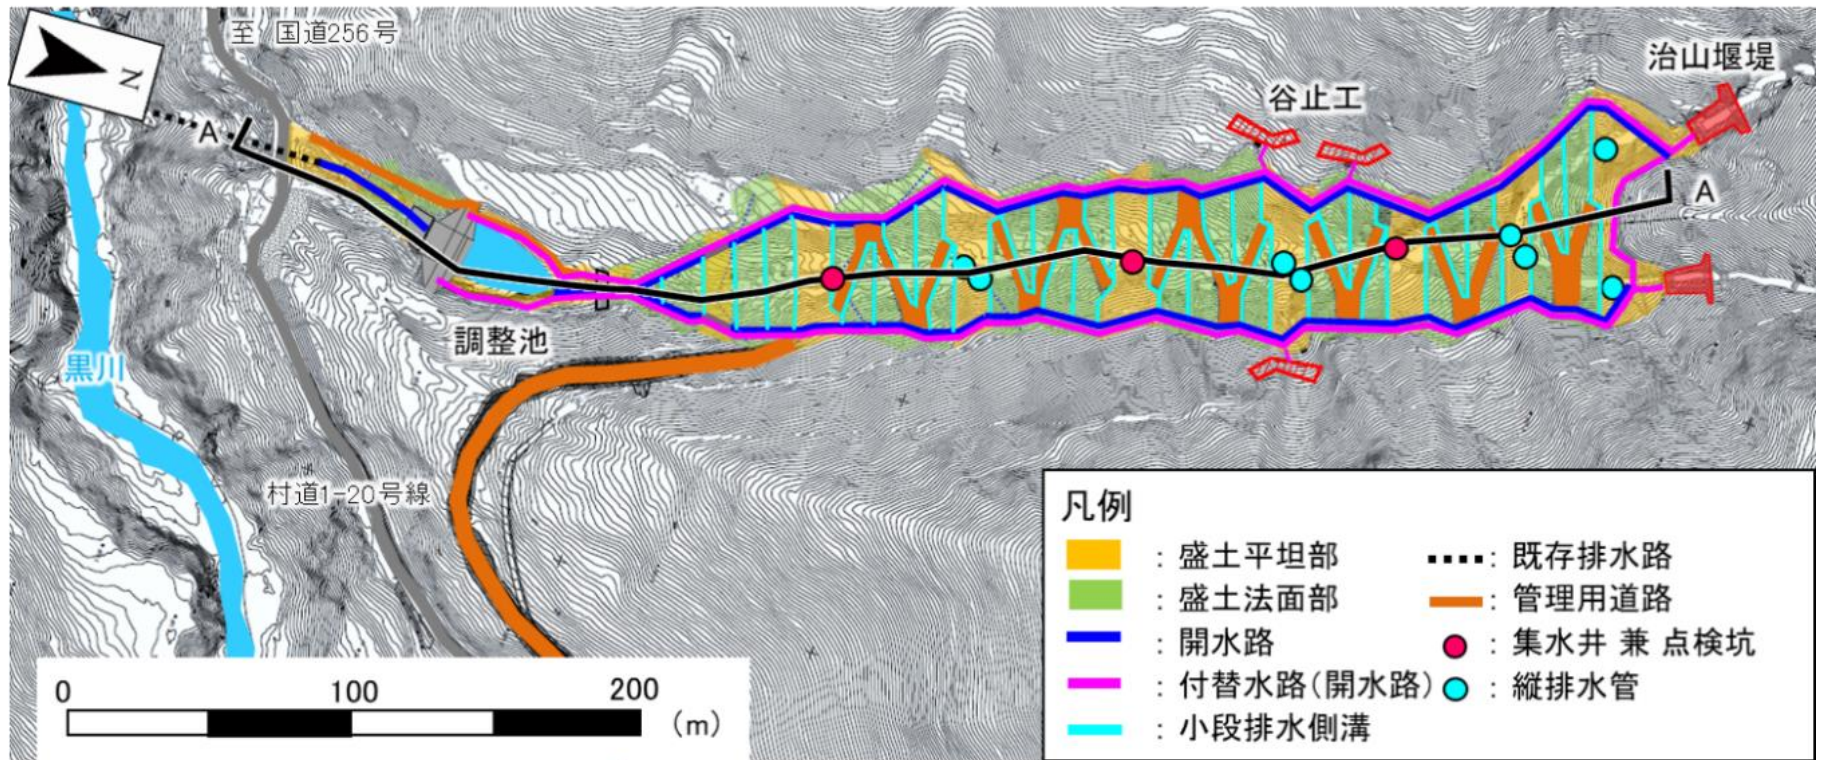 至 国道256号
治山堰堤
谷止工
N
A
A
調整池
黒川
村道1-20号線
凡例
：盛土平坦部
：盛土法面部
：開水路
：付替水路（開水路）
：小段排水側溝
：既存排水路
：管理用道路
：集水井 兼 点検坑
：縦排水管
0 100 200
（m）